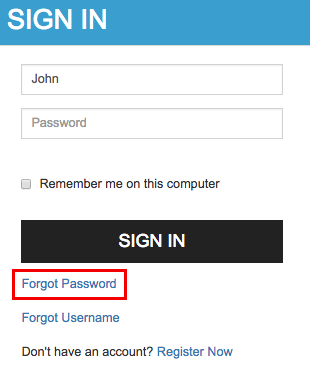 SIGN IN
John
Password
Remember me on this computer
SIGN IN
Forgot Password
Forgot Username
Don't have an account? Register Now